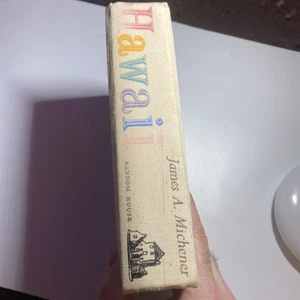 Hawaii
James A. Michener
RANDOM HOUSE